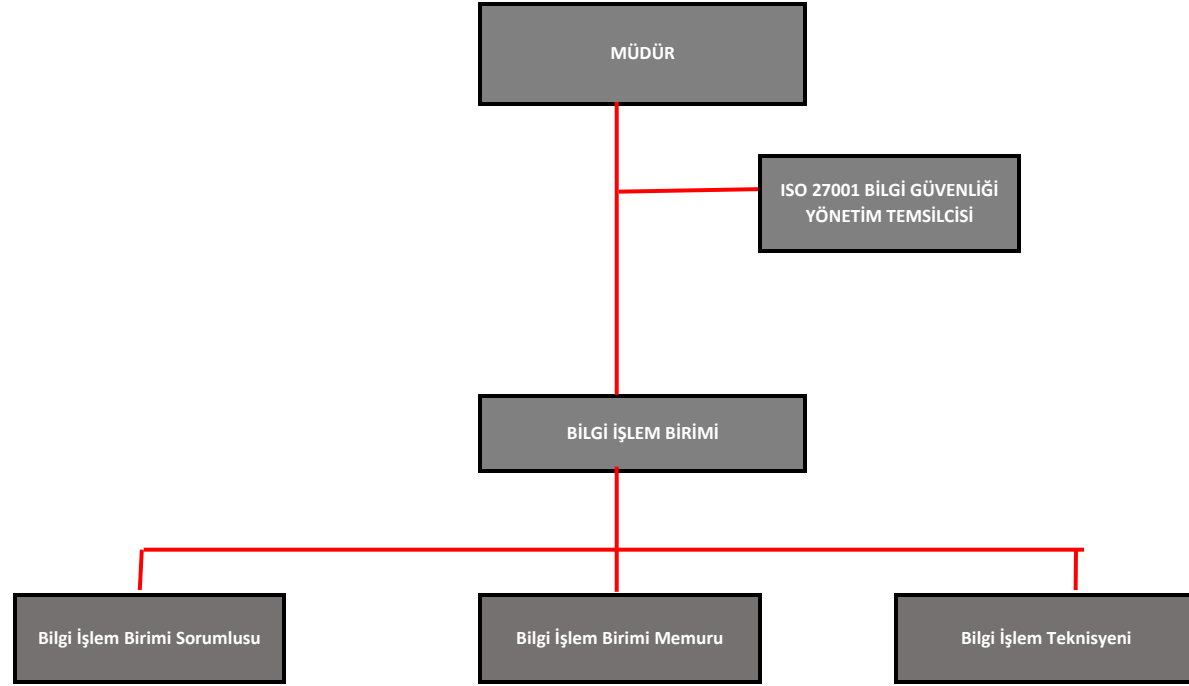 MÜDÜR
ISO 27001 BİLGİ GÜVENLİĞİ
YÖNETİM TEMSİLCİSİ
BİLGİ İŞLEM BİRİMİ
Bilgi İşlem Birimi Sorumlusu
Bilgi İşlem Birimi Memuru
Bilgi İşlem Teknisyeni